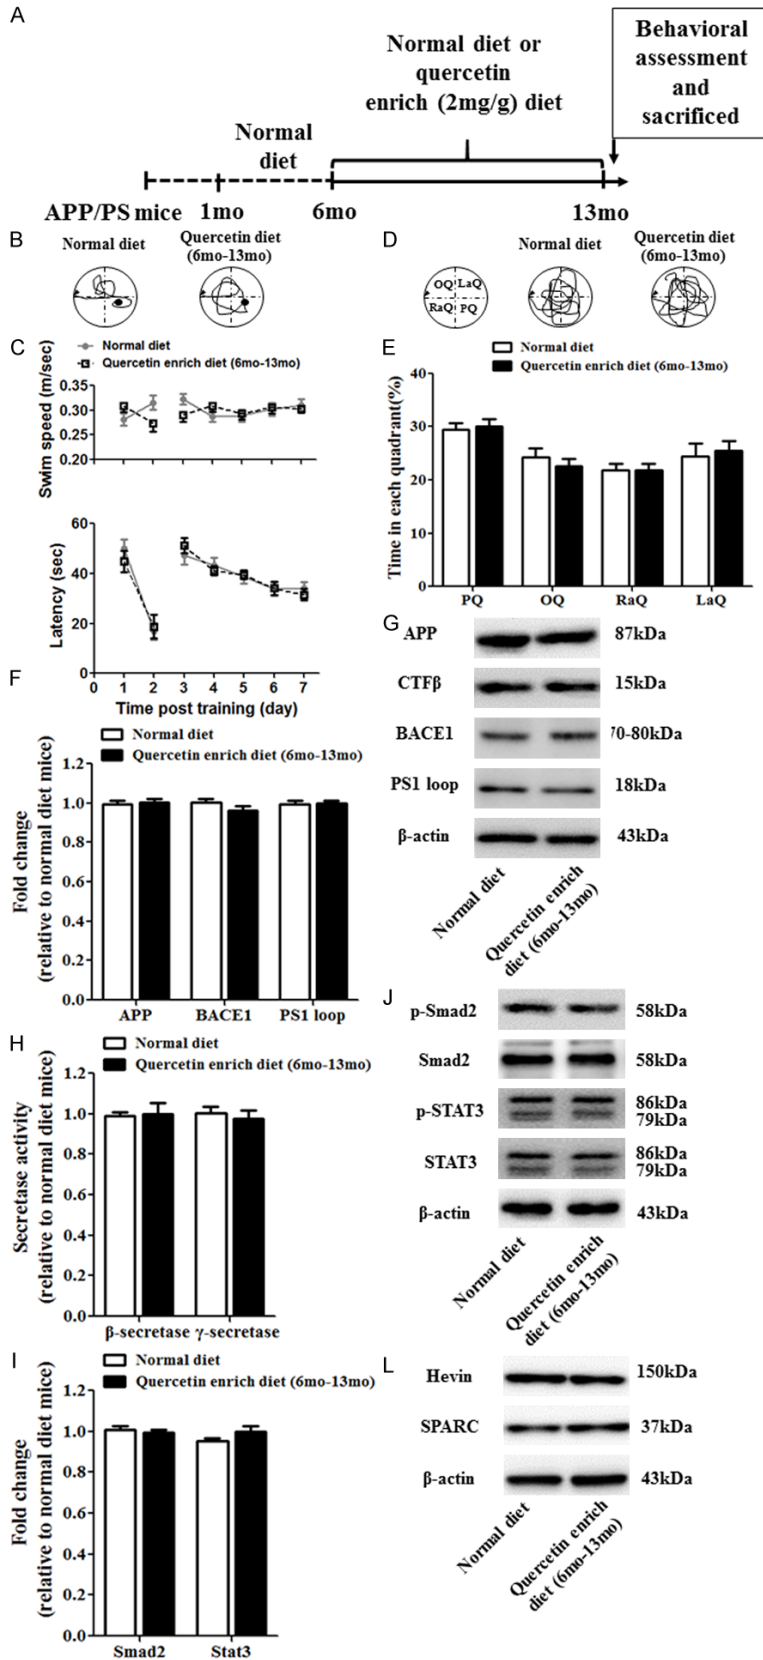 A
Normal diet or
quercetin
enrich (2mg/g) diet
Behavioral
assessment
and
sacrificed
Normal
diet
APP/PS mice
1mo
6mo
13mo
B
Normal diet
Quercetin diet
(6mo-13mo)
D
OQ
LaQ
RaQ
PQ
Normal diet
Quercetin diet
(6mo-13mo)
C
Normal diet
Quercetin enrich diet (6mo-13mo)
Swim speed (m/sec)
0.35
0.30
0.25
0.20
Latency (sec)
60
40
20
0
0 1 2 3 4 5 6 7
Time post training (day)
E
Normal diet
Quercetin enrich diet (6mo-13mo)
Time in each quadrant(%)
40
30
20
10
0
PQ OQ RaQ LaQ
F
Normal diet
Quercetin enrich diet (6mo-13mo)
Fold change
(relative to normal diet mice)
1.2
1.0
0.8
0.6
0.4
0.2
0.0
APP BACE1 PS1 loop
G
APP 87kDa
CTFβ 15kDa
BACE1 70-80kDa
PS1 loop 18kDa
β-actin 43kDa
Normal diet
Quercetin enrich
diet (6mo-13mo)
H
Normal diet
Quercetin enrich diet (6mo-13mo)
Secretase activity
(relative to normal diet mice)
1.2
1.0
0.8
0.6
0.4
0.2
0.0
β-secretase γ-secretase
J
p-Smad2 58kDa
Smad2 58kDa
p-STAT3 86kDa
79kDa
STAT3 86kDa
79kDa
β-actin 43kDa
Normal diet
Quercetin enrich
diet (6mo-13mo)
I
Normal diet
Quercetin enrich diet (6mo-13mo)
Fold change
(relative to normal diet mice)
1.2
1.0
0.8
0.6
0.4
0.2
0.0
Smad2 Stat3
L
Hevin 150kDa
SPARC 37kDa
β-actin 43kDa
Normal diet
Quercetin enrich
diet (6mo-13mo)